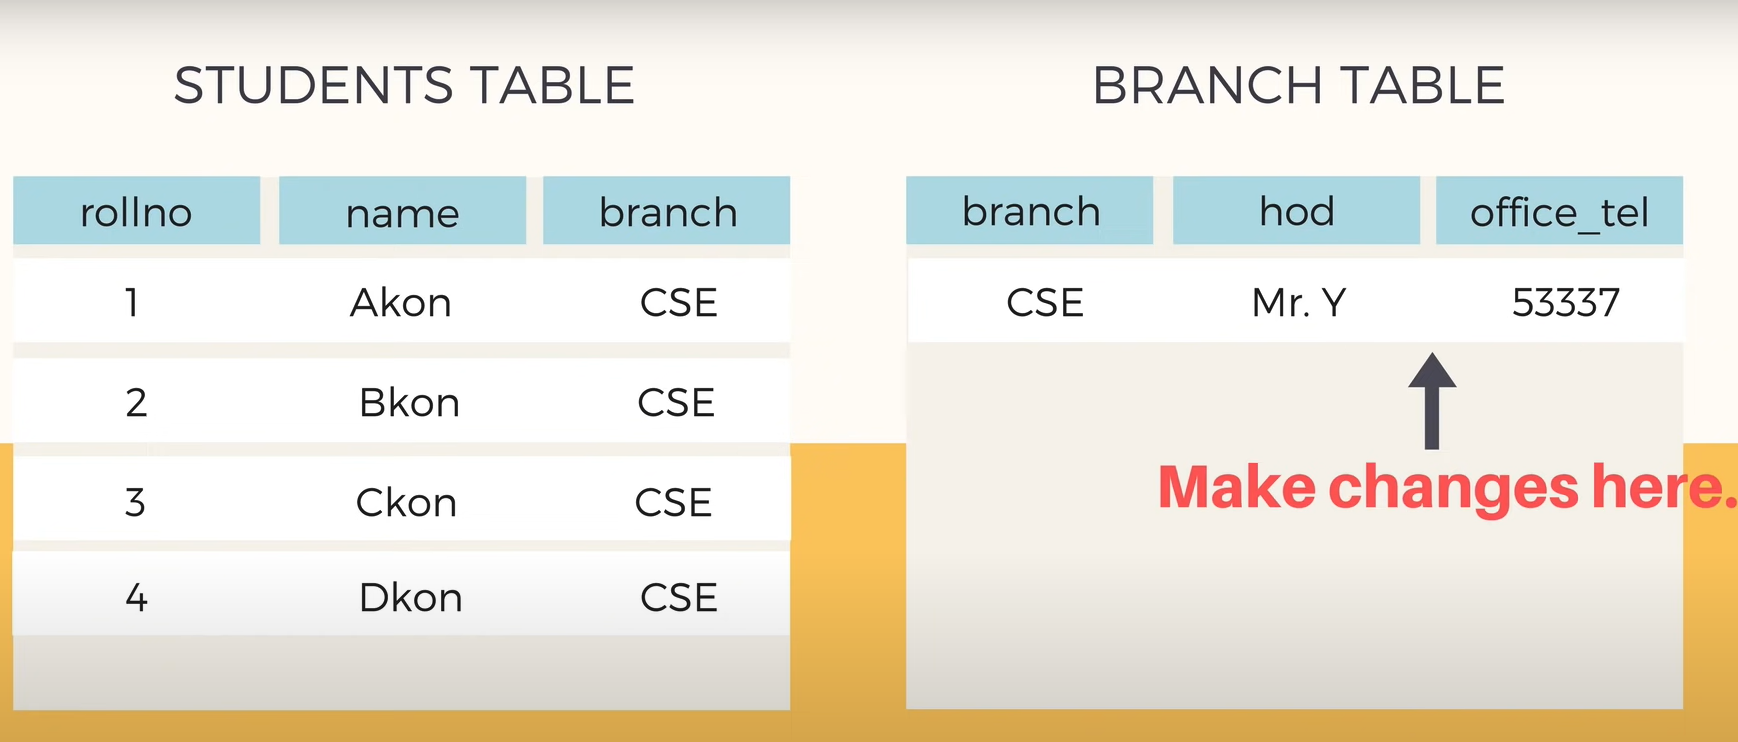 STUDENTS TABLE
rollno name branch
1 Akon CSE
2 Bkon CSE
3 Ckon CSE
4 Dkon CSE
BRANCH TABLE
branch hod office_tel
CSE Mr. Y 53337
Make changes here.